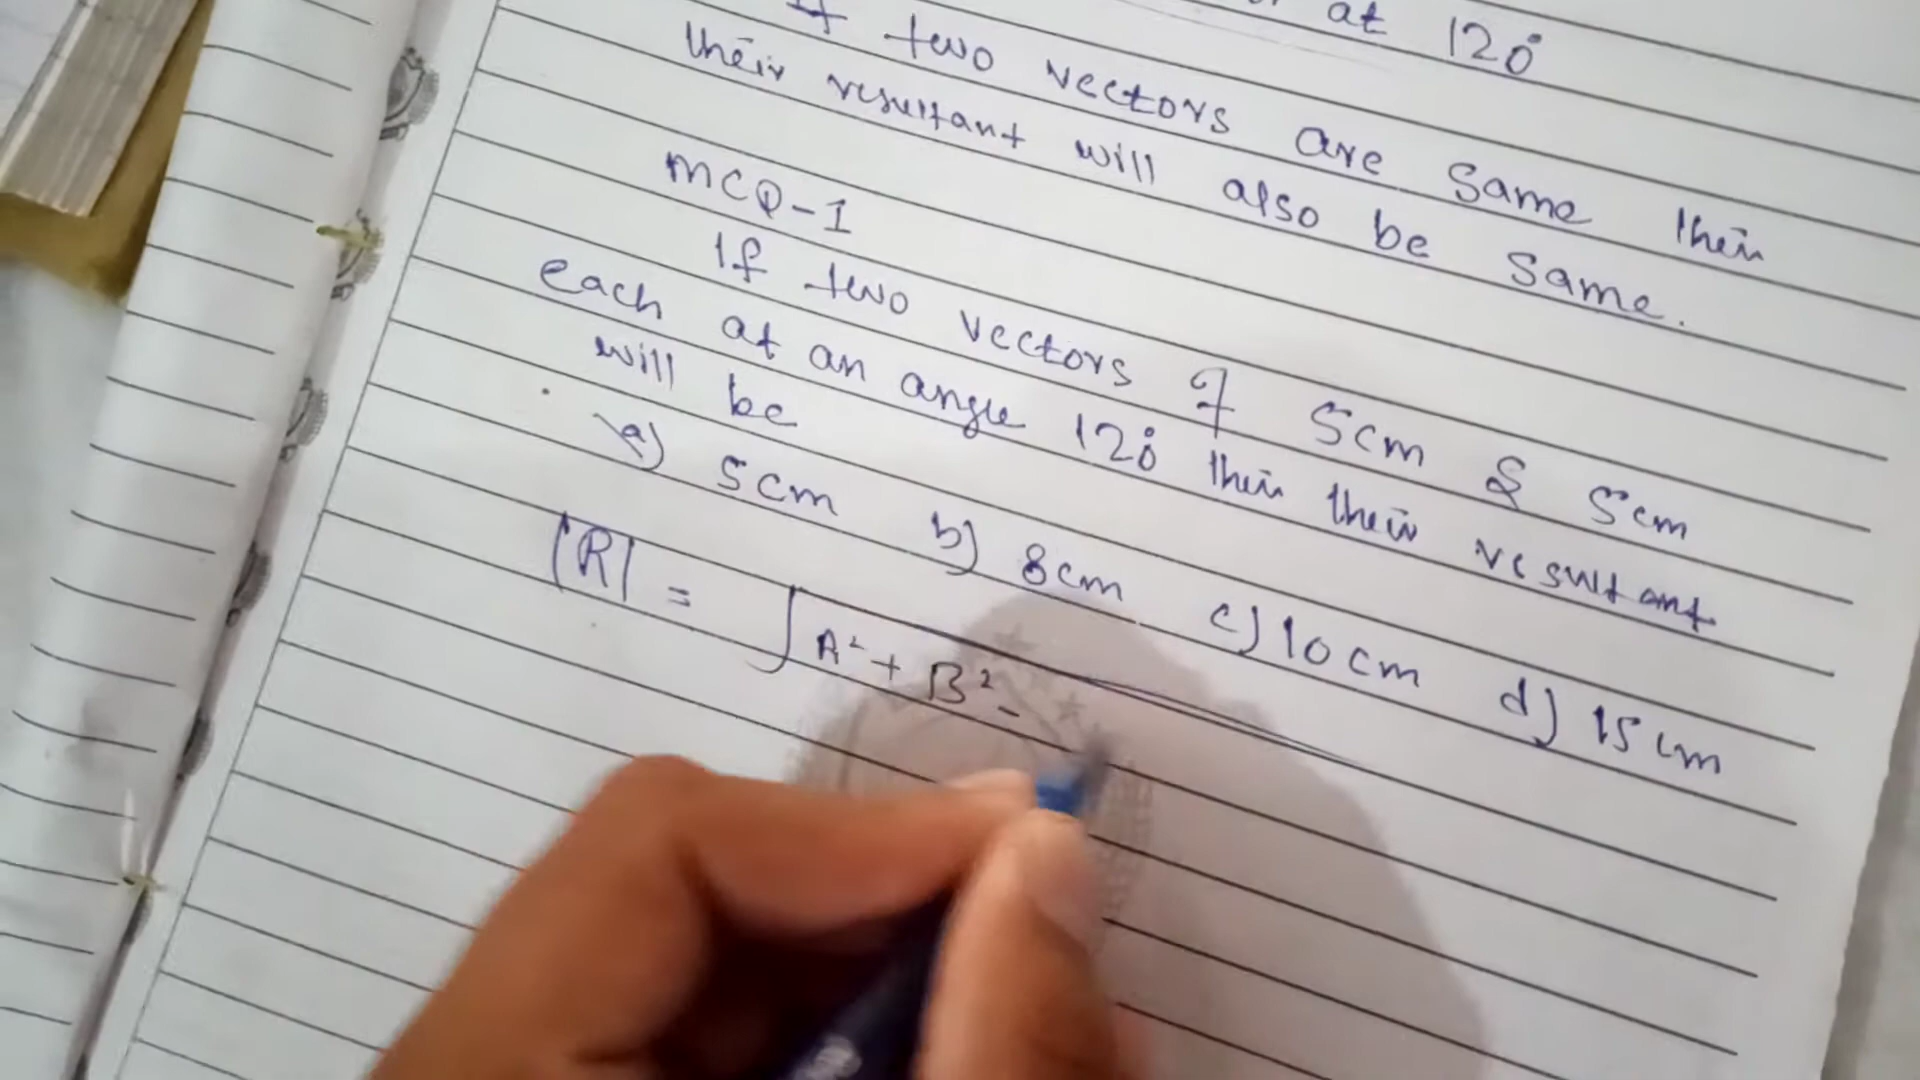 at 120°
If two vectors are same then
their resultant will also be same.
MCQ-1
If two vectors of 5cm & 5cm
each at an angle 120° then their resultant
will be
a) 5cm b) 8cm c) 10cm d) 15cm
|R| = √A² + B² -